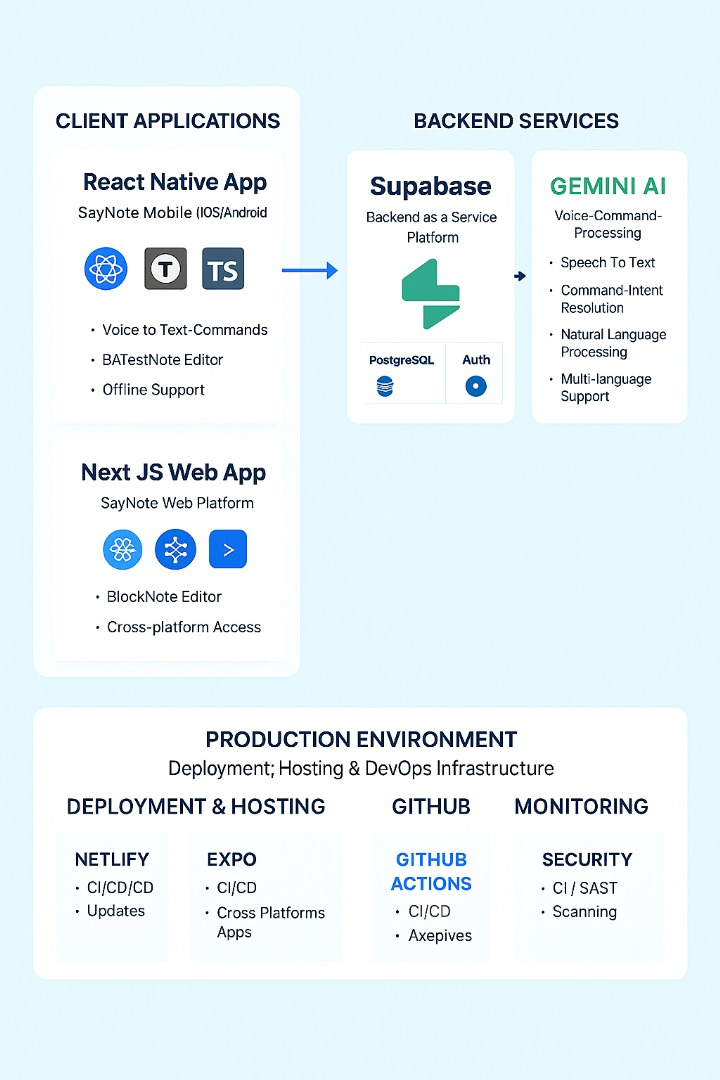 CLIENT APPLICATIONS
React Native App
SayNote Mobile (IOS/Android
T
TS
• Voice to Text-Commands
• BATestNote Editor
• Offline Support
Next JS Web App
SayNote Web Platform
>
• BlockNote Editor
• Cross-platform Access
BACKEND SERVICES
Supabase
Backend as a Service
Platform
PostgreSQL
Auth
GEMINI AI
Voice-Command-
Processing
• Speech To Text
• Command-Intent
Resolution
• Natural Language
Processing
• Multi-language
Support
PRODUCTION ENVIRONMENT
Deployment; Hosting & DevOps Infrastructure
DEPLOYMENT & HOSTING
NETLIFY
• CI/CD/CD
• Updates
EXPO
• CI/CD
• Cross Platforms
Apps
GITHUB
GITHUB
ACTIONS
• CI/CD
• Axepives
MONITORING
SECURITY
• CI / SAST
• Scanning